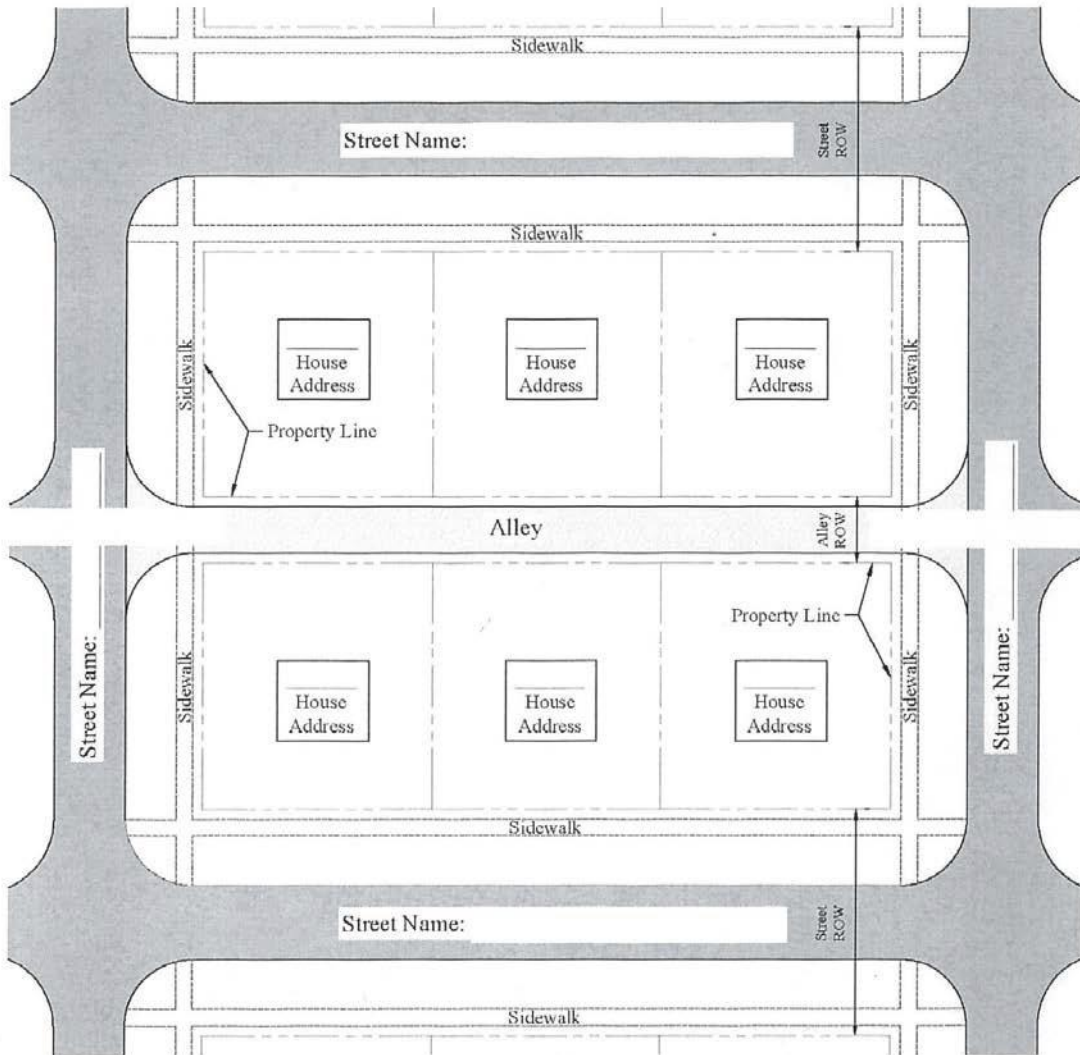 Sidewalk
Street Name:
Street
ROW
Sidewalk
Sidewalk
House
Address
House
Address
House
Address
Sidewalk
Property Line
Alley
Alley
ROW
Street Name:
Street Name:
Property Line
Sidewalk
House
Address
House
Address
House
Address
Sidewalk
Sidewalk
Street Name:
Street
ROW
Sidewalk